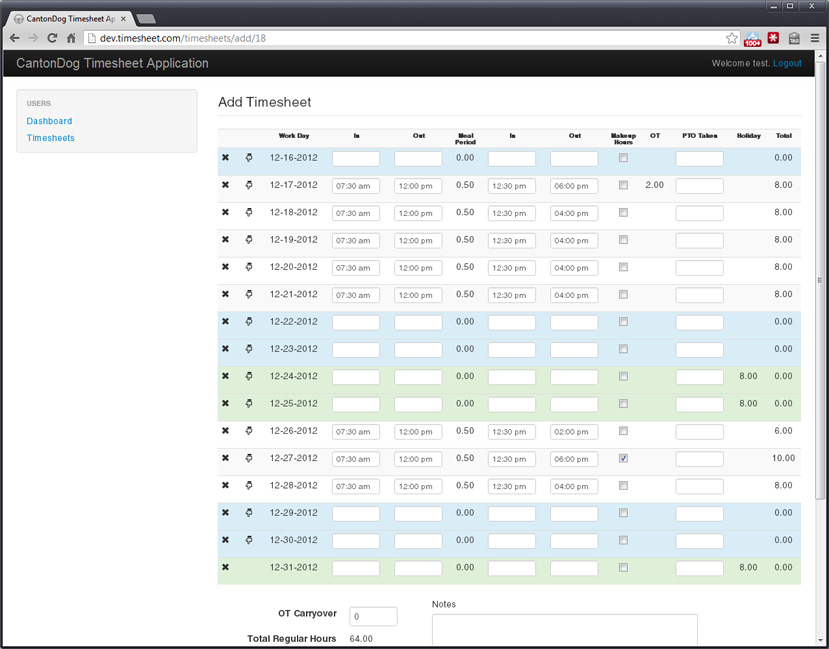 CantonDog Timesheet Ap
dev.timesheet.com/timesheets/add/18
100+
CantonDog Timesheet Application
Welcome test. Logout
USERS
Dashboard
Timesheets
Add Timesheet
Work Day In Out Meal Period In Out Makeup Hours OT PTO Taken Holiday Total
12-16-2012 0.00 0.00
12-17-2012 07:30 am 12:00 pm 0.50 12:30 pm 06:00 pm 2.00 8.00
12-18-2012 07:30 am 12:00 pm 0.50 12:30 pm 04:00 pm 8.00
12-19-2012 07:30 am 12:00 pm 0.50 12:30 pm 04:00 pm 8.00
12-20-2012 07:30 am 12:00 pm 0.50 12:30 pm 04:00 pm 8.00
12-21-2012 07:30 am 12:00 pm 0.50 12:30 pm 04:00 pm 8.00
12-22-2012 0.00 0.00
12-23-2012 0.00 0.00
12-24-2012 0.00 8.00 0.00
12-25-2012 0.00 8.00 0.00
12-26-2012 07:30 am 12:00 pm 0.50 12:30 pm 02:00 pm 6.00
12-27-2012 07:30 am 12:00 pm 0.50 12:30 pm 06:00 pm 10.00
12-28-2012 07:30 am 12:00 pm 0.50 12:30 pm 04:00 pm 8.00
12-29-2012 0.00 0.00
12-30-2012 0.00 0.00
12-31-2012 0.00 8.00 0.00
OT Carryover 0 Notes
Total Regular Hours 64.00